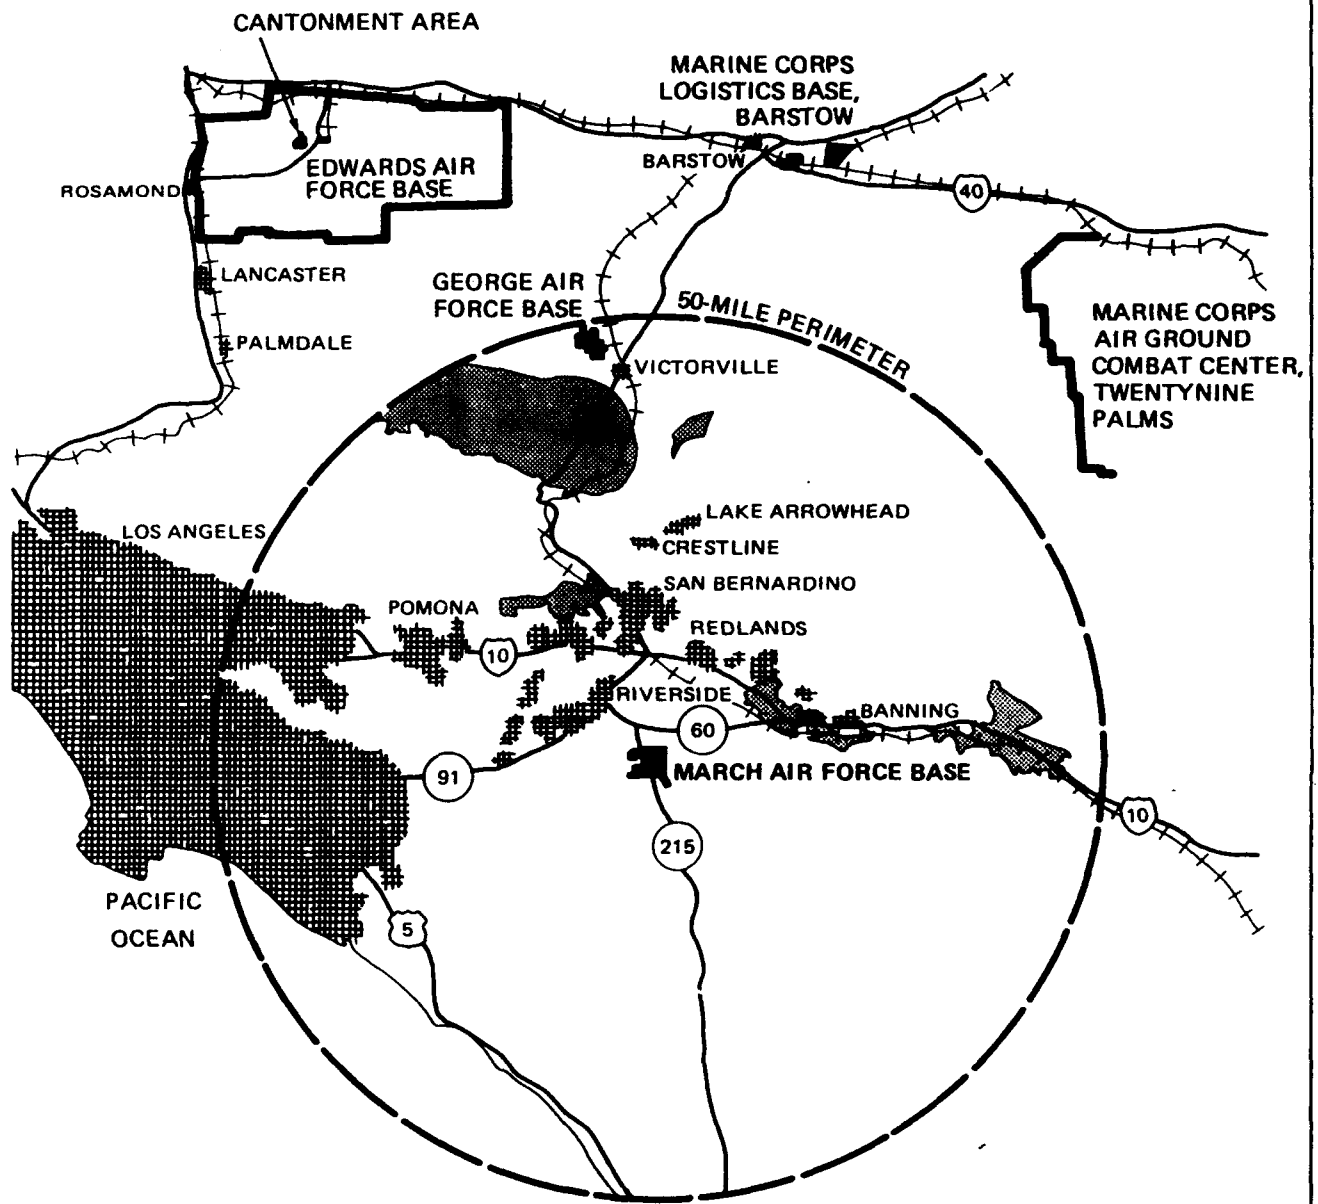 CANTONMENT AREA
MARINE CORPS
LOGISTICS BASE,
BARSTOW
BARSTOW
EDWARDS AIR
FORCE BASE
ROSAMOND
40
LANCASTER
GEORGE AIR
FORCE BASE
50-MILE PERIMETER
MARINE CORPS
AIR GROUND
COMBAT CENTER,
TWENTYNINE
PALMS
PALMDALE
VICTORVILLE
LAKE ARROWHEAD
LOS ANGELES
CRESTLINE
SAN BERNARDINO
POMONA
REDLANDS
10
RIVERSIDE
BANNING
60
91
MARCH AIR FORCE BASE
10
215
PACIFIC
OCEAN
5